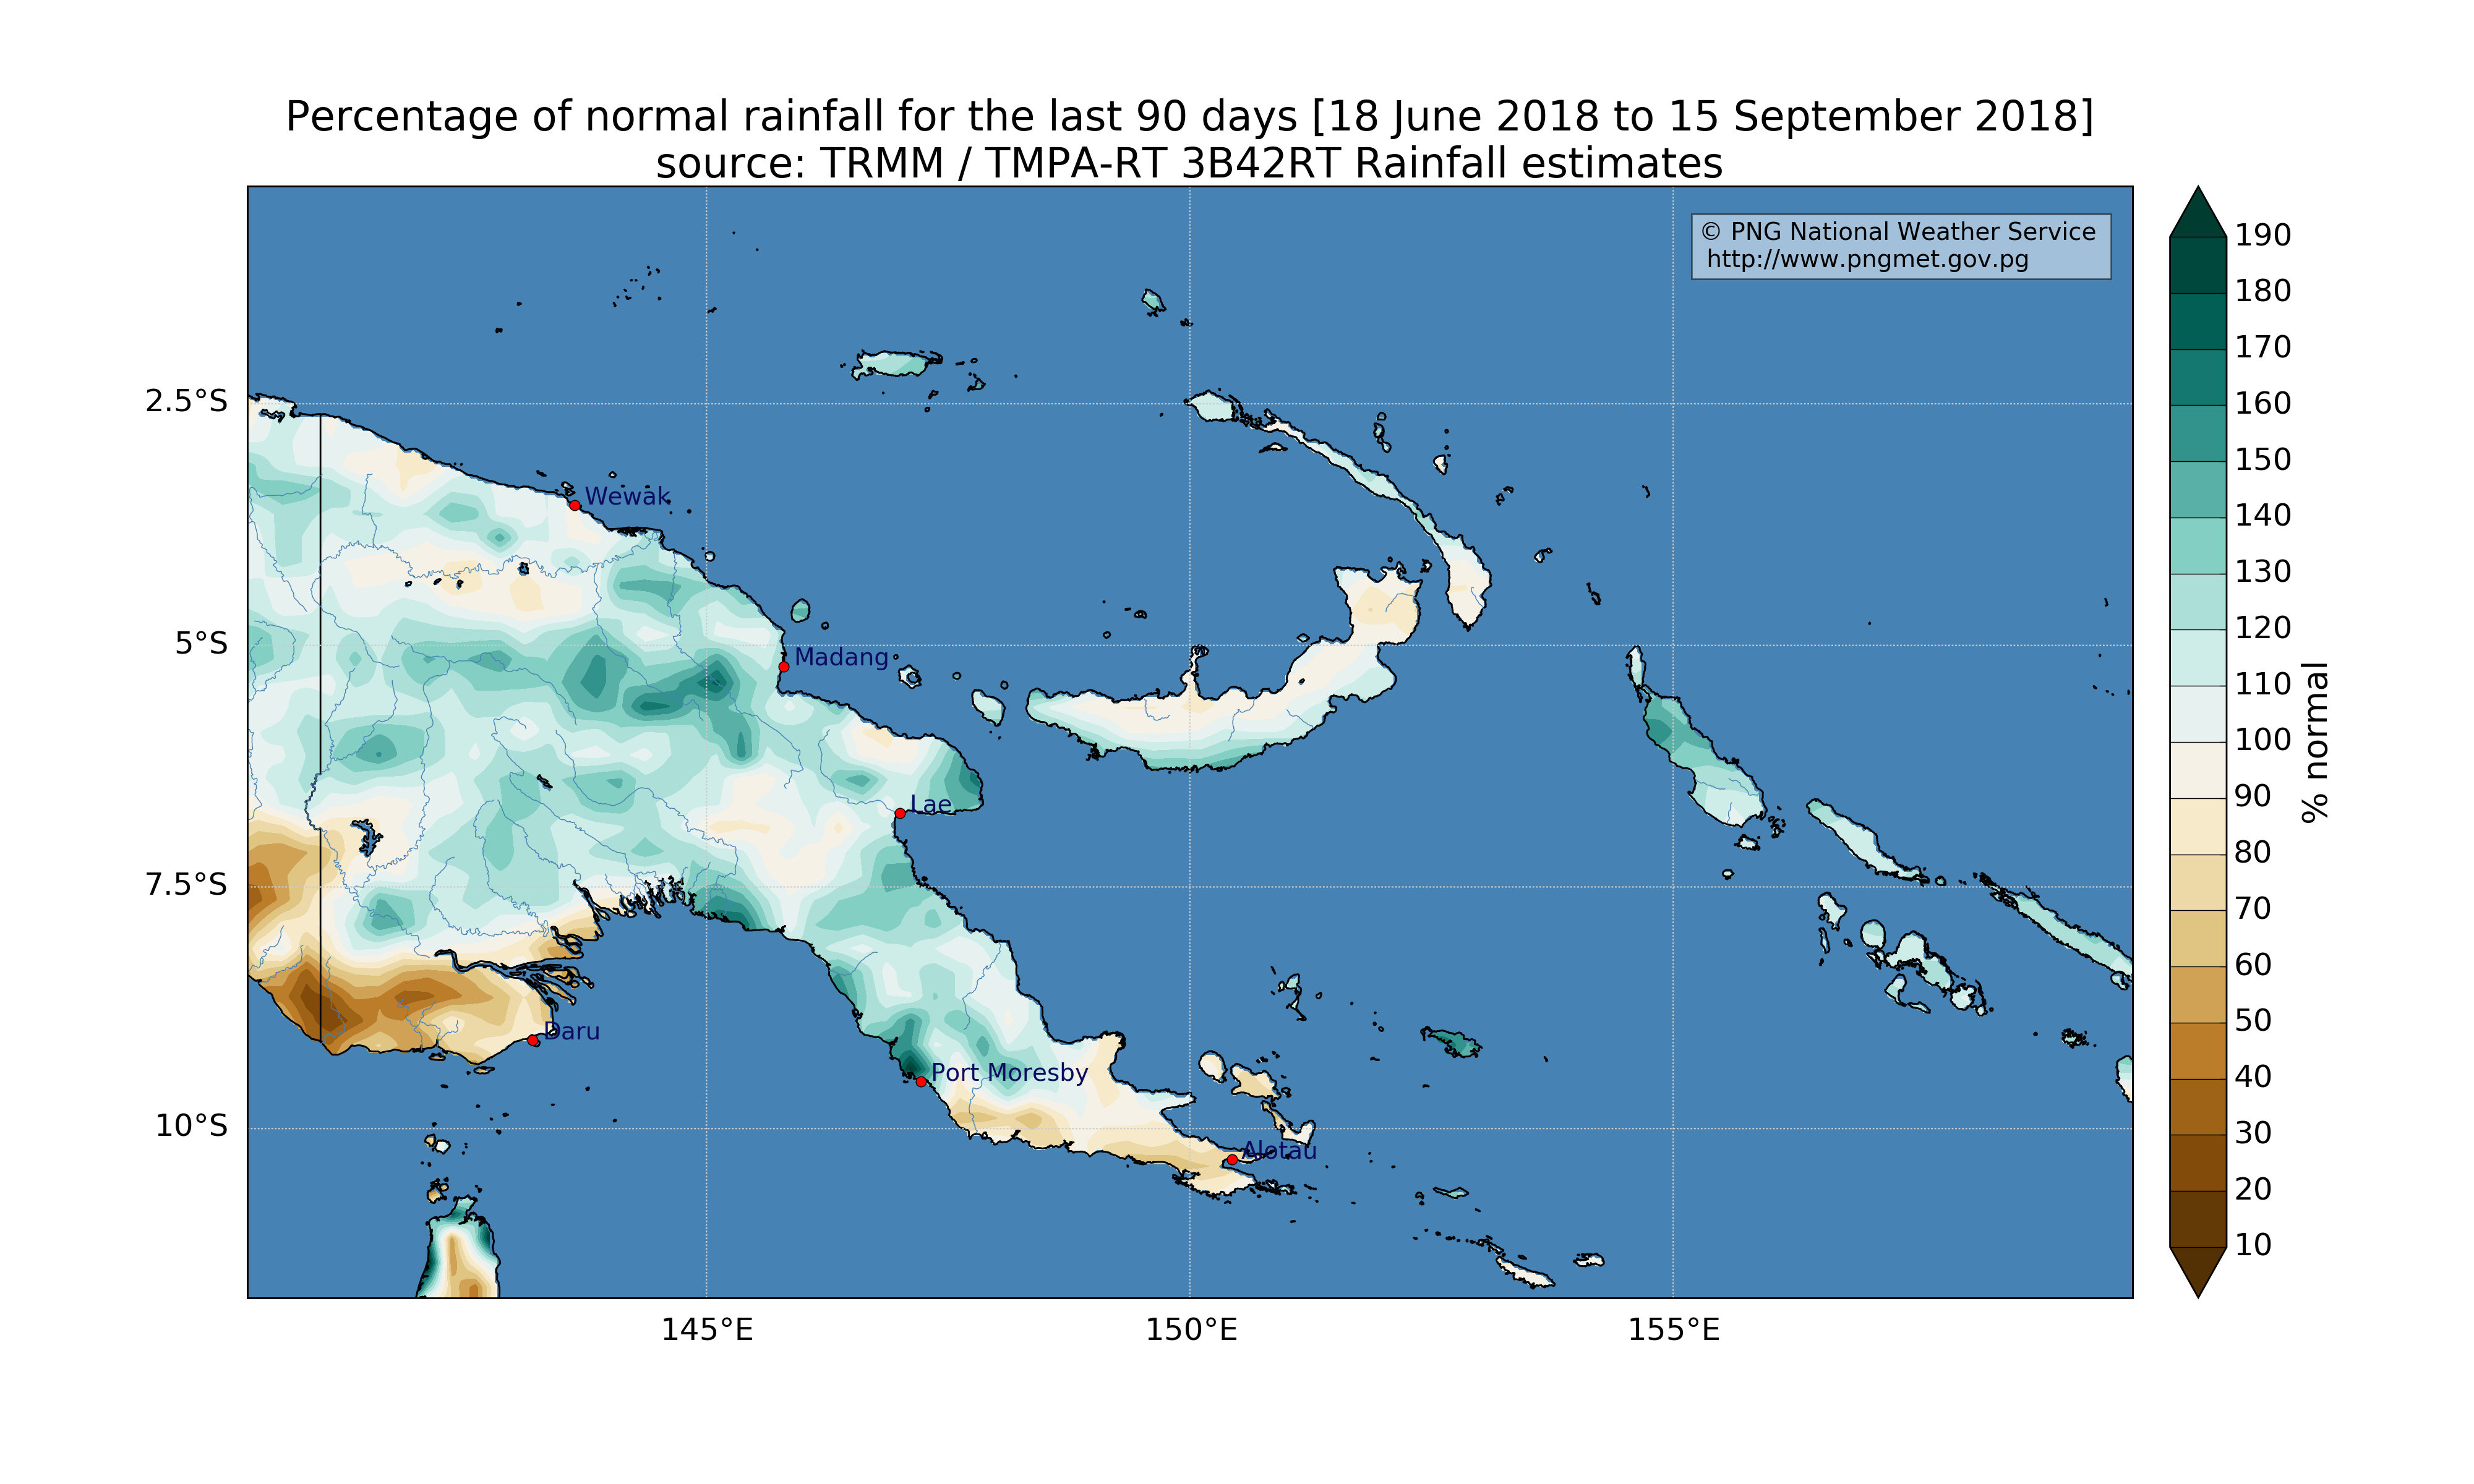 Percentage of normal rainfall for the last 90 days [18 June 2018 to 15 September 2018]
source: TRMM / TMPA-RT 3B42RT Rainfall estimates
© PNG National Weather Service
http://www.pngmet.gov.pg
2.5°S
5°S
7.5°S
10°S
145°E
150°E
155°E
Wewak
Madang
Lae
Daru
Port Moresby
Alotau
190
180
170
160
150
140
130
120
110
100
90
80
70
60
50
40
30
20
10
% normal